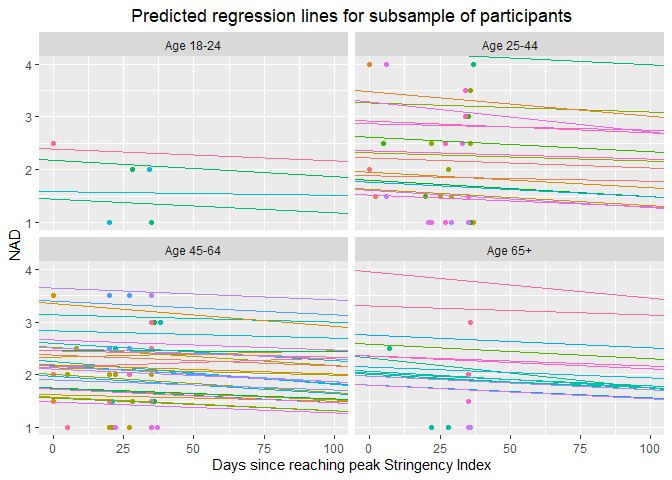 Predicted regression lines for subsample of participants
Age 18-24
Age 25-44
4
3
2
1
NAD
Age 45-64
Age 65+
4
3
2
1
0
25
50
75
100
0
25
50
75
100
Days since reaching peak Stringency Index